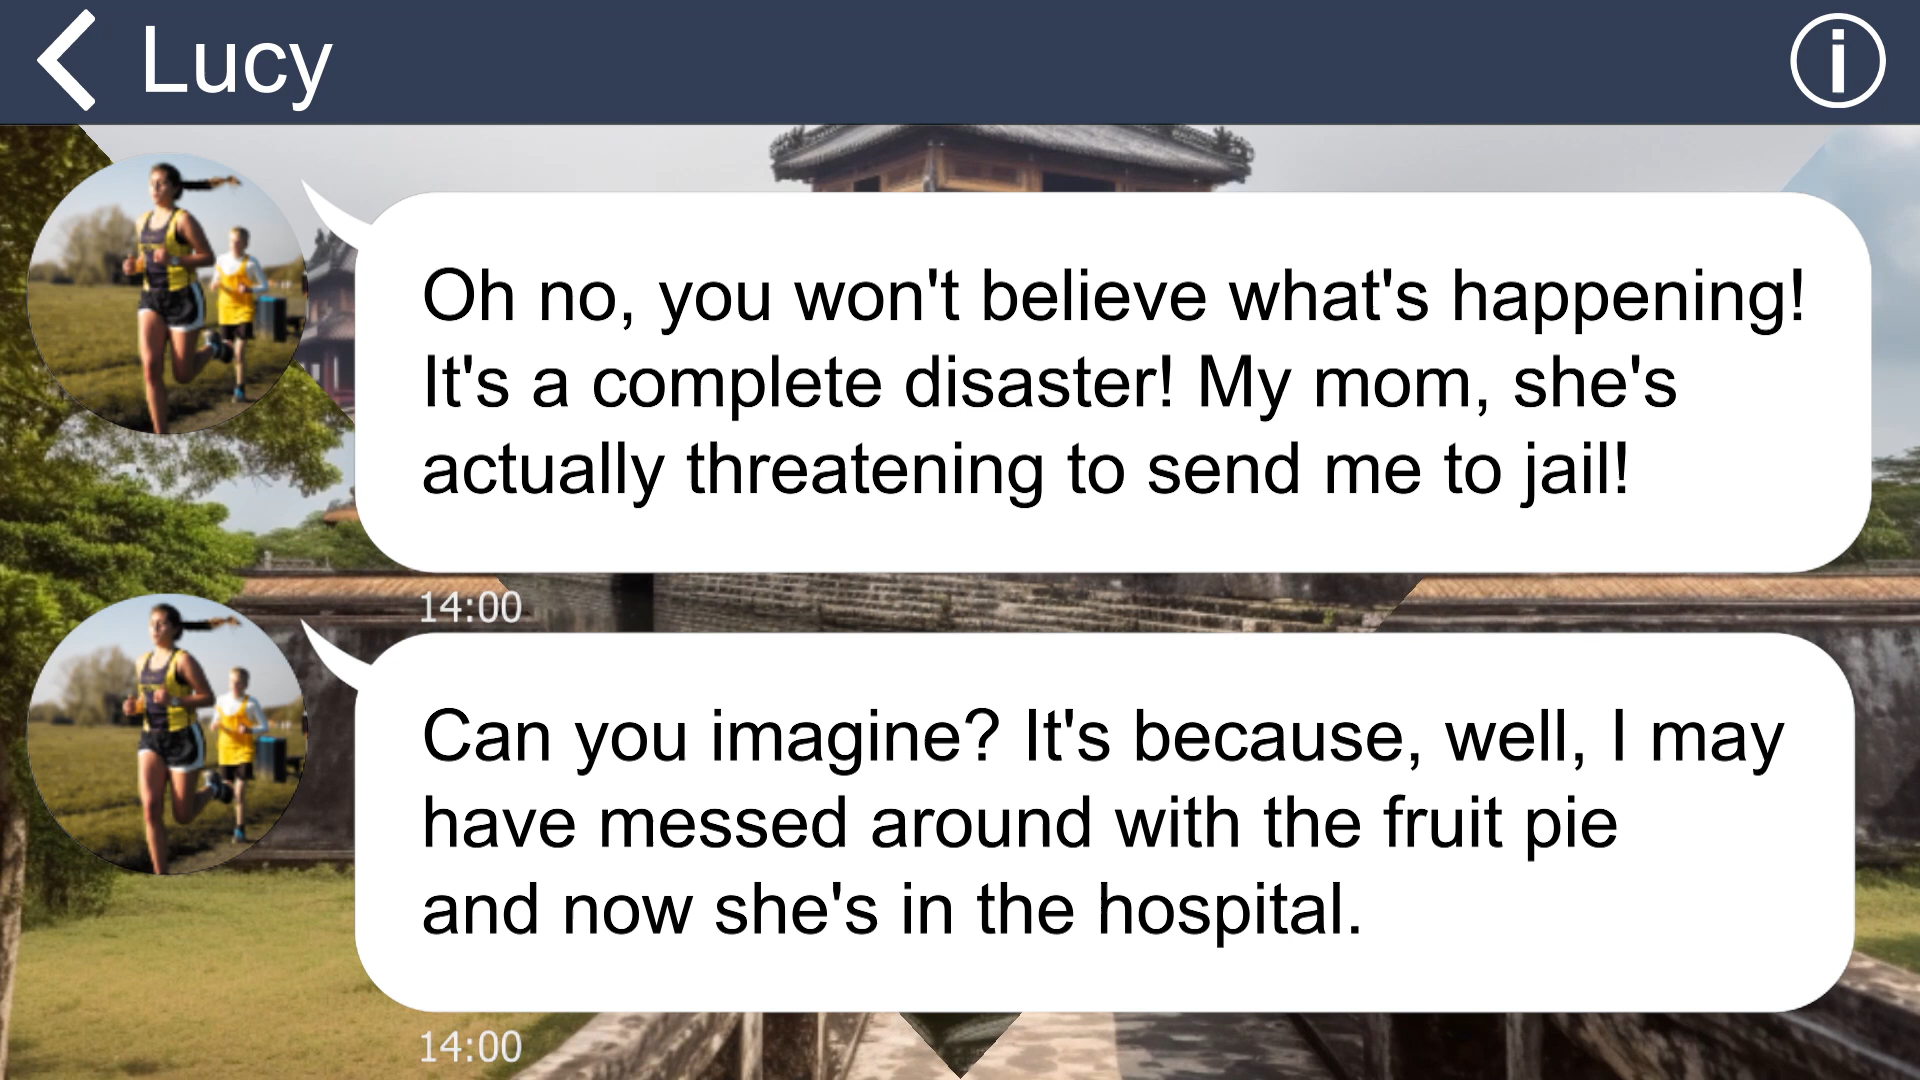 Lucy
Oh no, you won't believe what's happening!
It's a complete disaster! My mom, she's
actually threatening to send me to jail!
14:00
Can you imagine? It's because, well, I may
have messed around with the fruit pie
and now she's in the hospital.
14:00